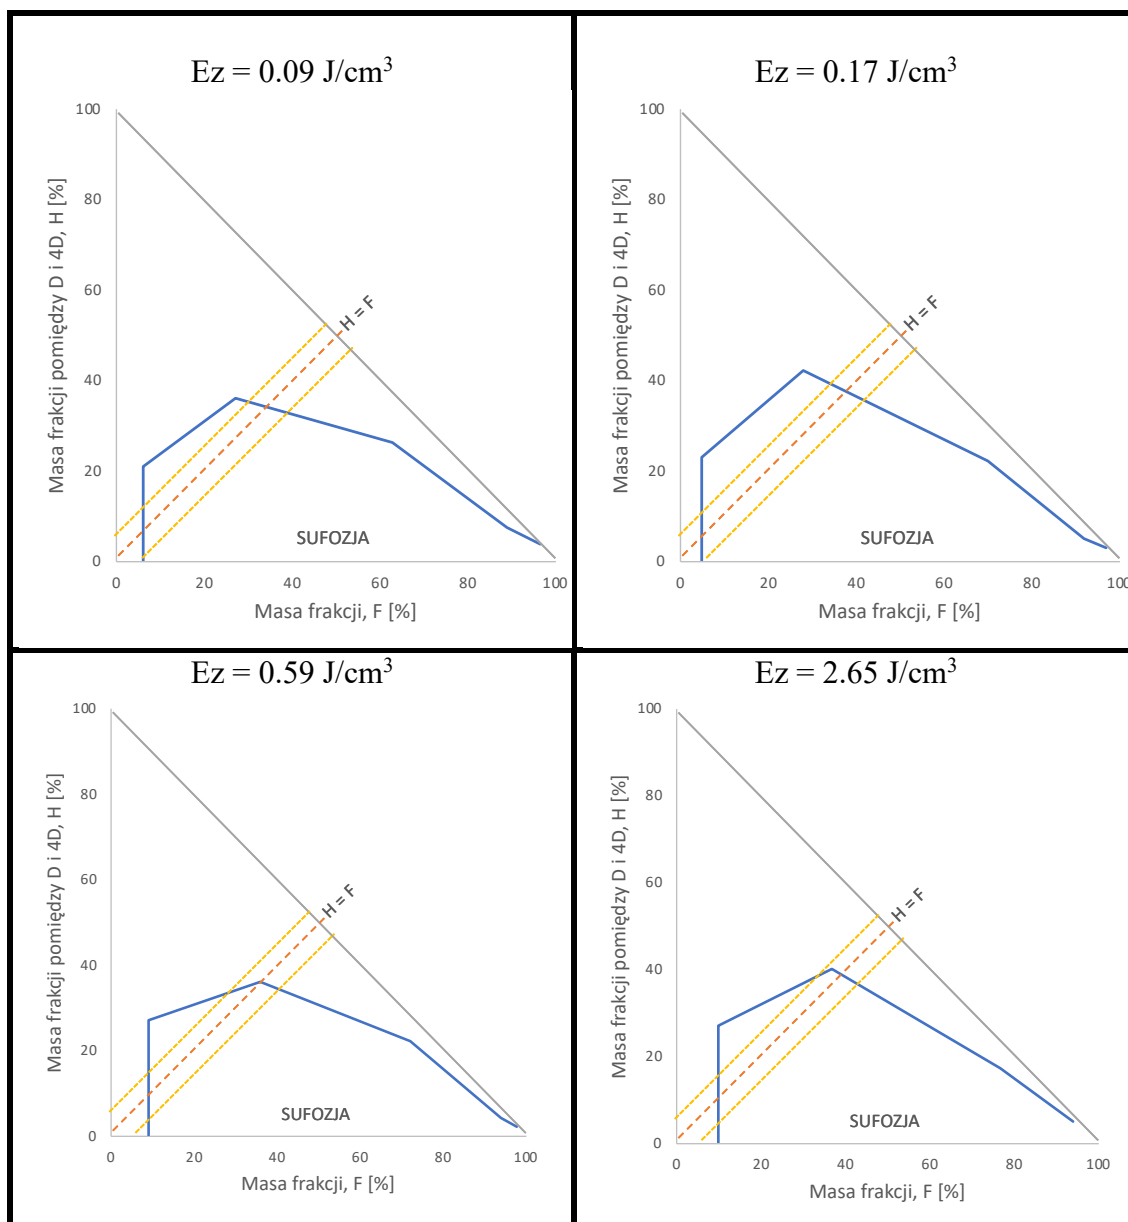 Ez = 0.09 J/cm³
100
80
60
40
20
0
Masa frakcji pomiędzy D i 4D, H [%]
H = F
SUFOZJA
0 20 40 60 80 100
Masa frakcji, F [%]
Ez = 0.17 J/cm³
100
80
60
40
20
0
Masa frakcji pomiędzy D i 4D, H [%]
H = F
SUFOZJA
0 20 40 60 80 100
Masa frakcji, F [%]
Ez = 0.59 J/cm³
100
80
60
40
20
0
Masa frakcji pomiędzy D i 4D, H [%]
H = F
SUFOZJA
0 20 40 60 80 100
Masa frakcji, F [%]
Ez = 2.65 J/cm³
100
80
60
40
20
0
Masa frakcji pomiędzy D i 4D, H [%]
H = F
SUFOZJA
0 20 40 60 80 100
Masa frakcji, F [%]